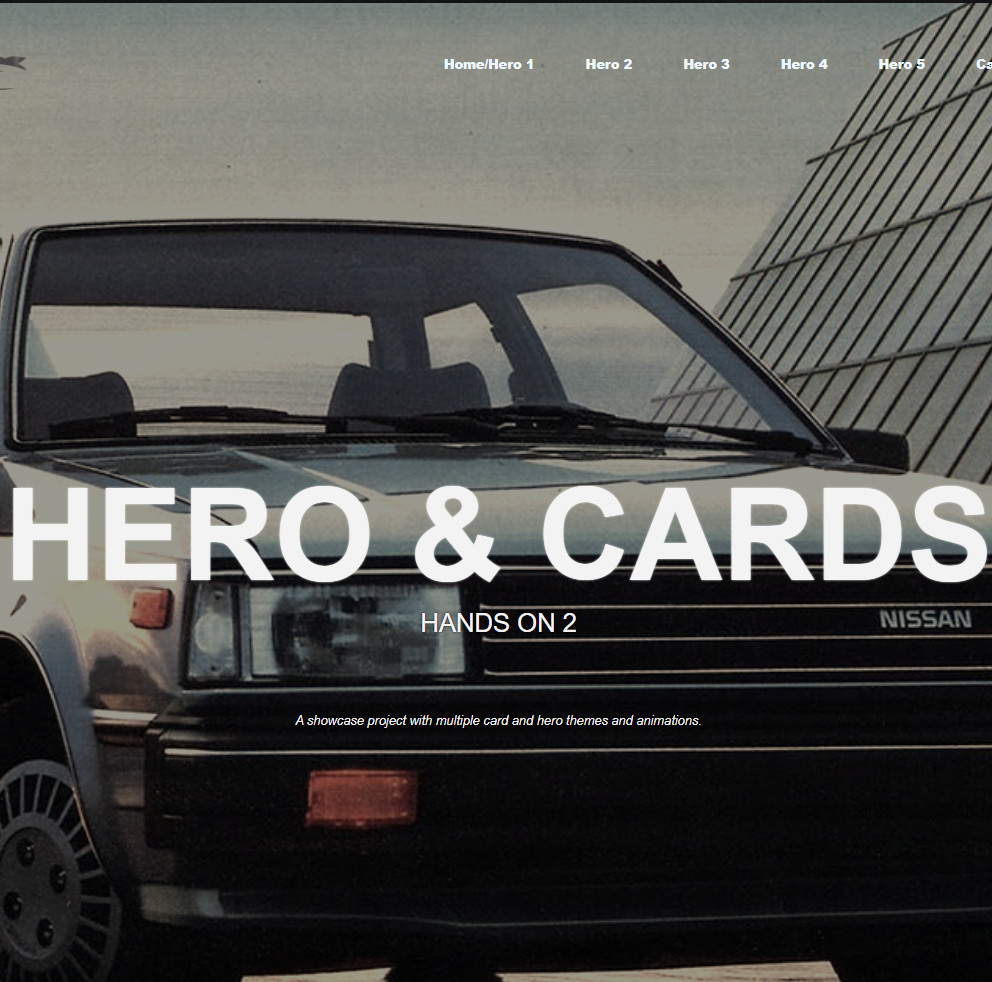 Home/Hero 1 Hero 2 Hero 3 Hero 4 Hero 5 Ca
HERO & CARDS
HANDS ON 2
NISSAN
A showcase project with multiple card and hero themes and animations.